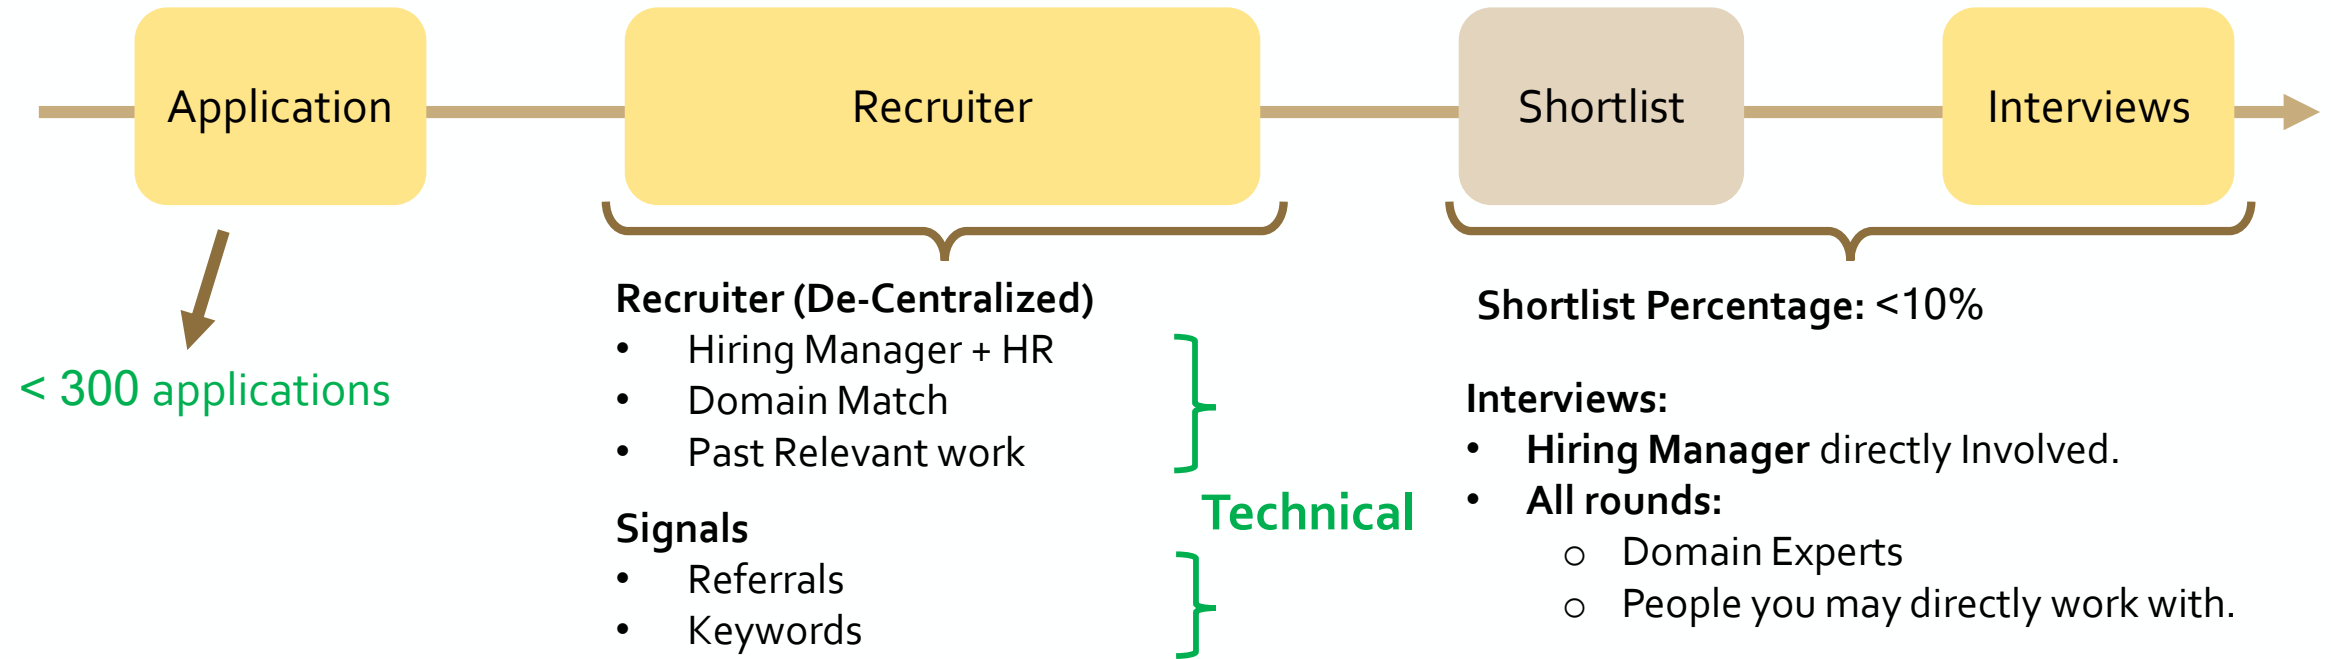 Application
Recruiter
Shortlist
Interviews
< 300 applications
Recruiter (De-Centralized)
• Hiring Manager + HR
• Domain Match
• Past Relevant work
Signals
• Referrals
• Keywords
Technical
Shortlist Percentage: <10%
Interviews:
• Hiring Manager directly Involved.
• All rounds:
o Domain Experts
o People you may directly work with.